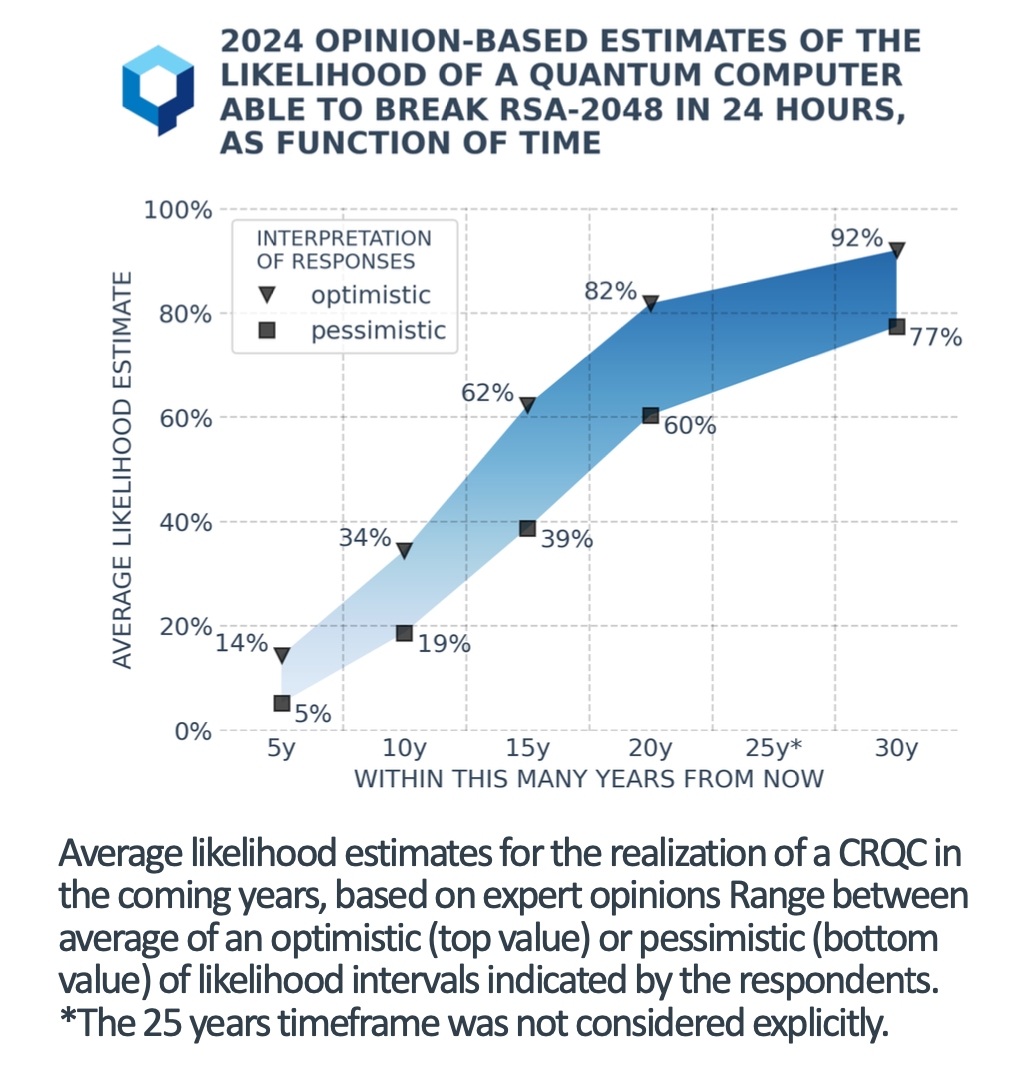 2024 OPINION-BASED ESTIMATES OF THE
LIKELIHOOD OF A QUANTUM COMPUTER
ABLE TO BREAK RSA-2048 IN 24 HOURS,
AS FUNCTION OF TIME
AVERAGE LIKELIHOOD ESTIMATE
100%
80%
60%
40%
20%
0%
INTERPRETATION
OF RESPONSES
optimistic
pessimistic
14%
34%
62%
82%
92%
5%
19%
39%
60%
77%
5y
10y
15y
20y
25y*
30y
WITHIN THIS MANY YEARS FROM NOW
Average likelihood estimates for the realization of a CRQC in
the coming years, based on expert opinions Range between
average of an optimistic (top value) or pessimistic (bottom
value) of likelihood intervals indicated by the respondents.
*The 25 years timeframe was not considered explicitly.